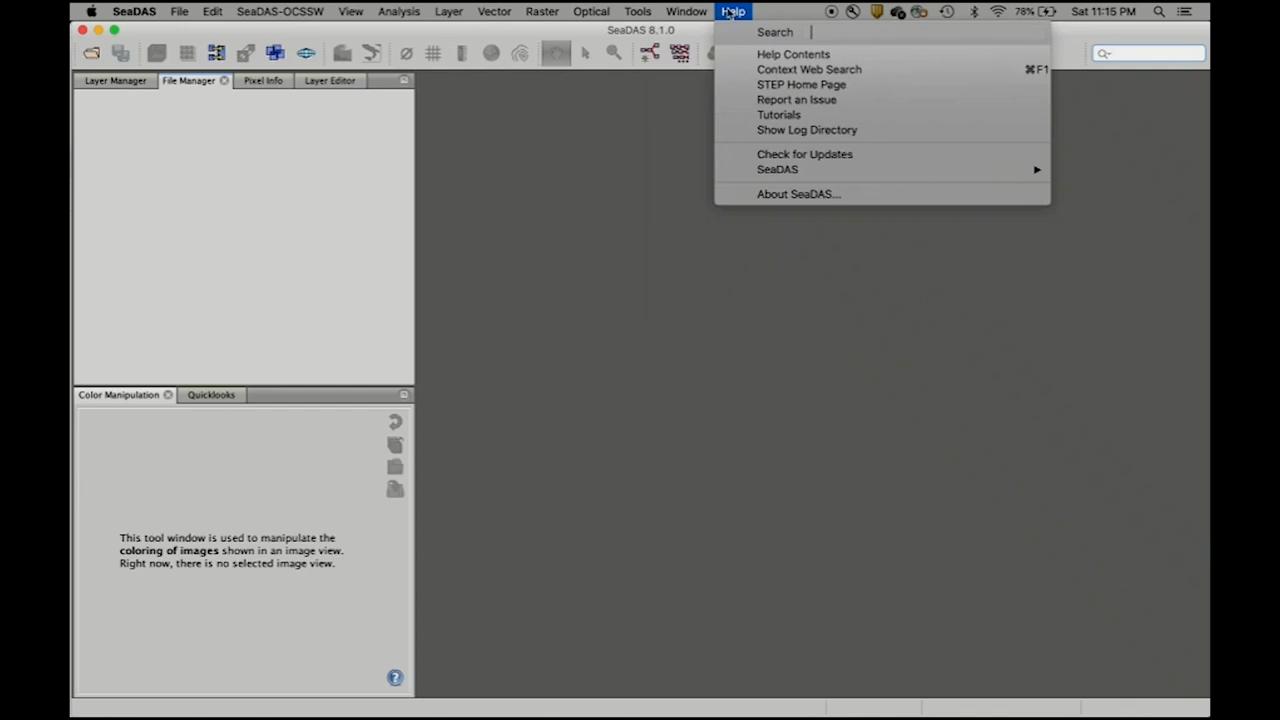 SeaDAS File Edit SeaDAS-OCSSW View Analysis Layer Vector Raster Optical Tools Window Help 78% Sat 11:15 PM
SeaDAS 8.1.0
Search
Help Contents
Context Web Search ⌘F1
STEP Home Page
Report an Issue
Tutorials
Show Log Directory
Check for Updates
SeaDAS
About SeaDAS...
Layer Manager File Manager Pixel Info Layer Editor
Color Manipulation Quicklooks
This tool window is used to manipulate the
coloring of images shown in an image view.
Right now, there is no selected image view.
?